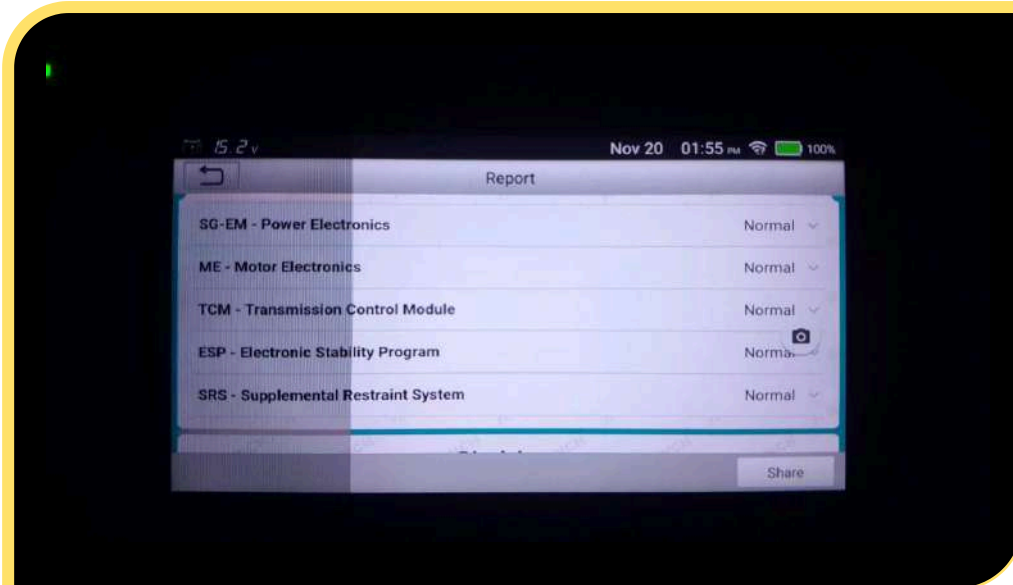 15.2 v Nov 20 01:55 PM 100%
Report
SG-EM - Power Electronics Normal
ME - Motor Electronics Normal
TCM - Transmission Control Module Normal
ESP - Electronic Stability Program
SRS - Supplemental Restraint System Normal
Share